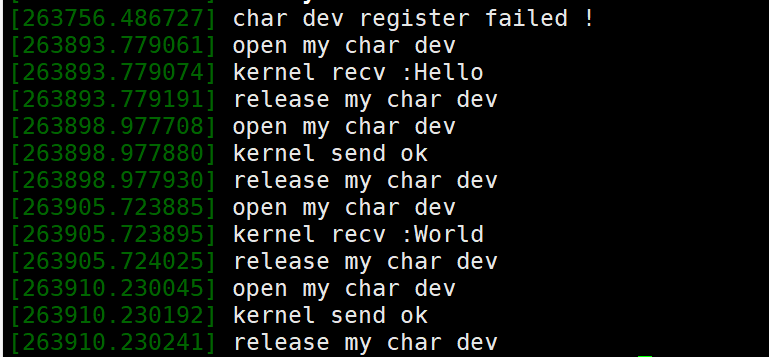 [263756.486727] char dev register failed !
[263893.779061] open my char dev
[263893.779074] kernel recv :Hello
[263893.779191] release my char dev
[263898.977708] open my char dev
[263898.977880] kernel send ok
[263898.977930] release my char dev
[263905.723885] open my char dev
[263905.723895] kernel recv :World
[263905.724025] release my char dev
[263910.230045] open my char dev
[263910.230192] kernel send ok
[263910.230241] release my char dev